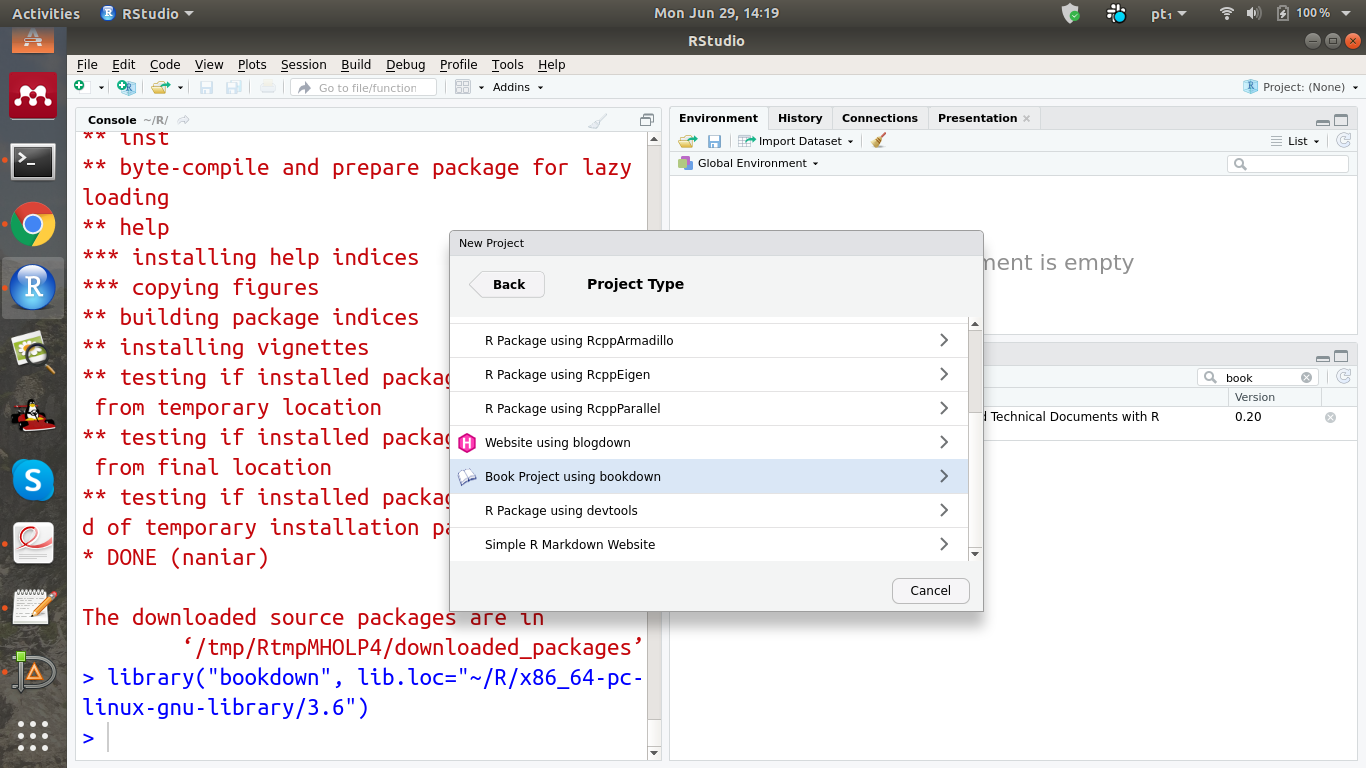 Activities RStudio Mon Jun 29, 14:19 pt₁ 100 %
RStudio
File Edit Code View Plots Session Build Debug Profile Tools Help
Go to file/function Addins Project: (None)
Console ~/R/
** inst
** byte-compile and prepare package for lazy
loading
** help
*** installing help indices
*** copying figures
** building package indices
** installing vignettes
** testing if installed packag
from temporary location
** testing if installed packag
from final location
** testing if installed packag
d of temporary installation pa
* DONE (naniar)
The downloaded source packages are in
‘/tmp/RtmpMHOLP4/downloaded_packages’
> library("bookdown", lib.loc="~/R/x86_64-pc-
linux-gnu-library/3.6")
>
Environment History Connections Presentation
Import Dataset List
Global Environment
ment is empty
book
Version
d Technical Documents with R 0.20
New Project
Back Project Type
R Package using RcppArmadillo
R Package using RcppEigen
R Package using RcppParallel
H Website using blogdown
Book Project using bookdown
R Package using devtools
Simple R Markdown Website
Cancel